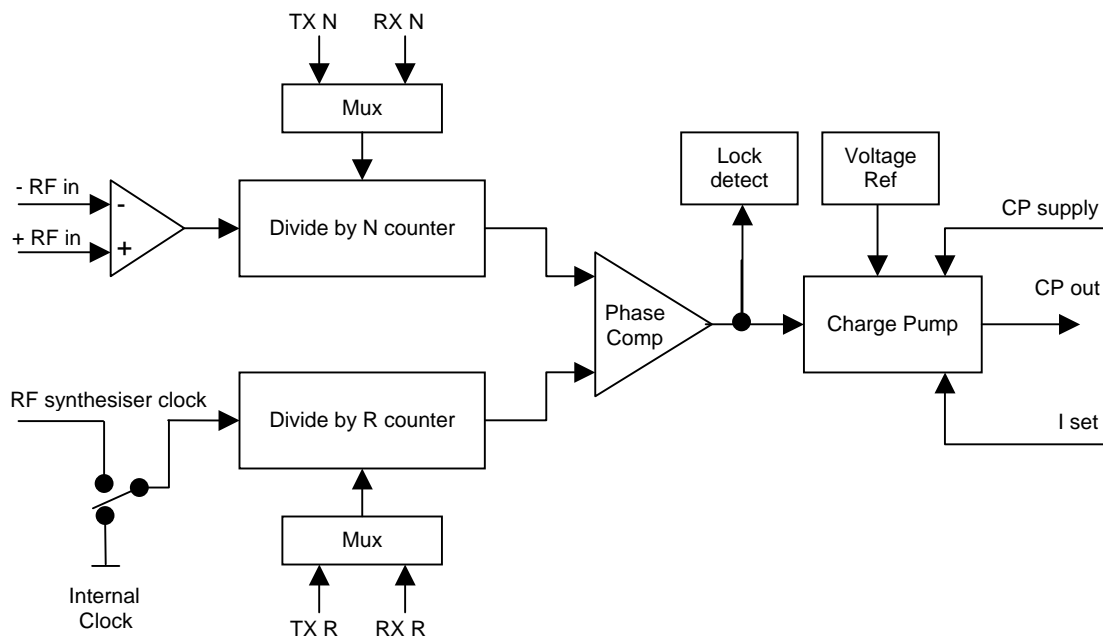 TX N
RX N
Mux
Lock
detect
Voltage
Ref
- RF in
-
+ RF in
+
Divide by N counter
CP supply
CP out
Phase
Comp
Charge Pump
RF synthesiser clock
Divide by R counter
I set
Mux
Internal
Clock
TX R
RX R